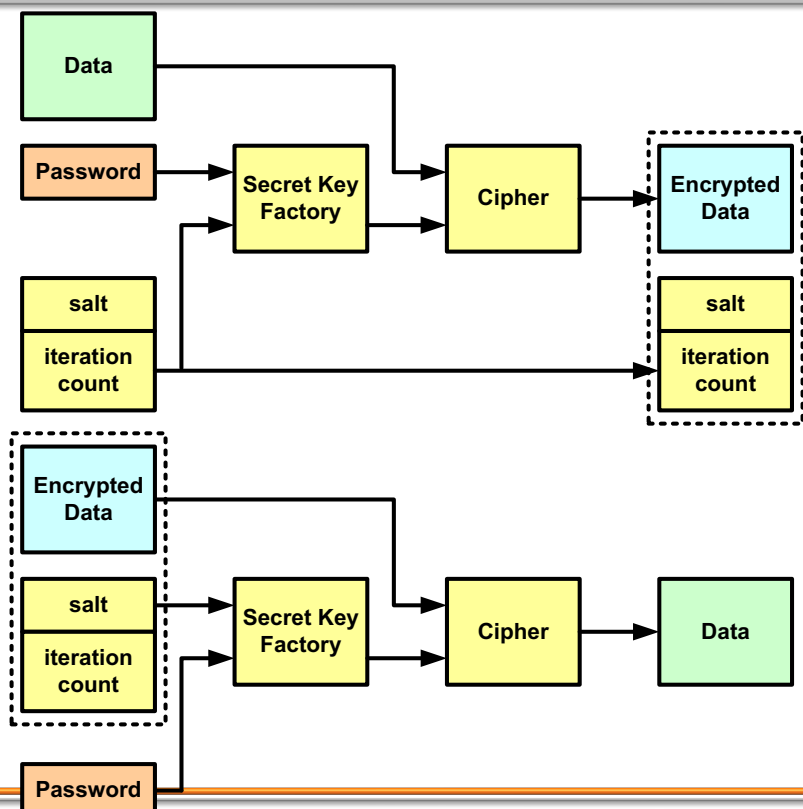 Data
Password
Secret Key
Factory
Cipher
Encrypted
Data
salt
iteration
count
salt
iteration
count
Encrypted
Data
salt
iteration
count
Secret Key
Factory
Cipher
Data
Password